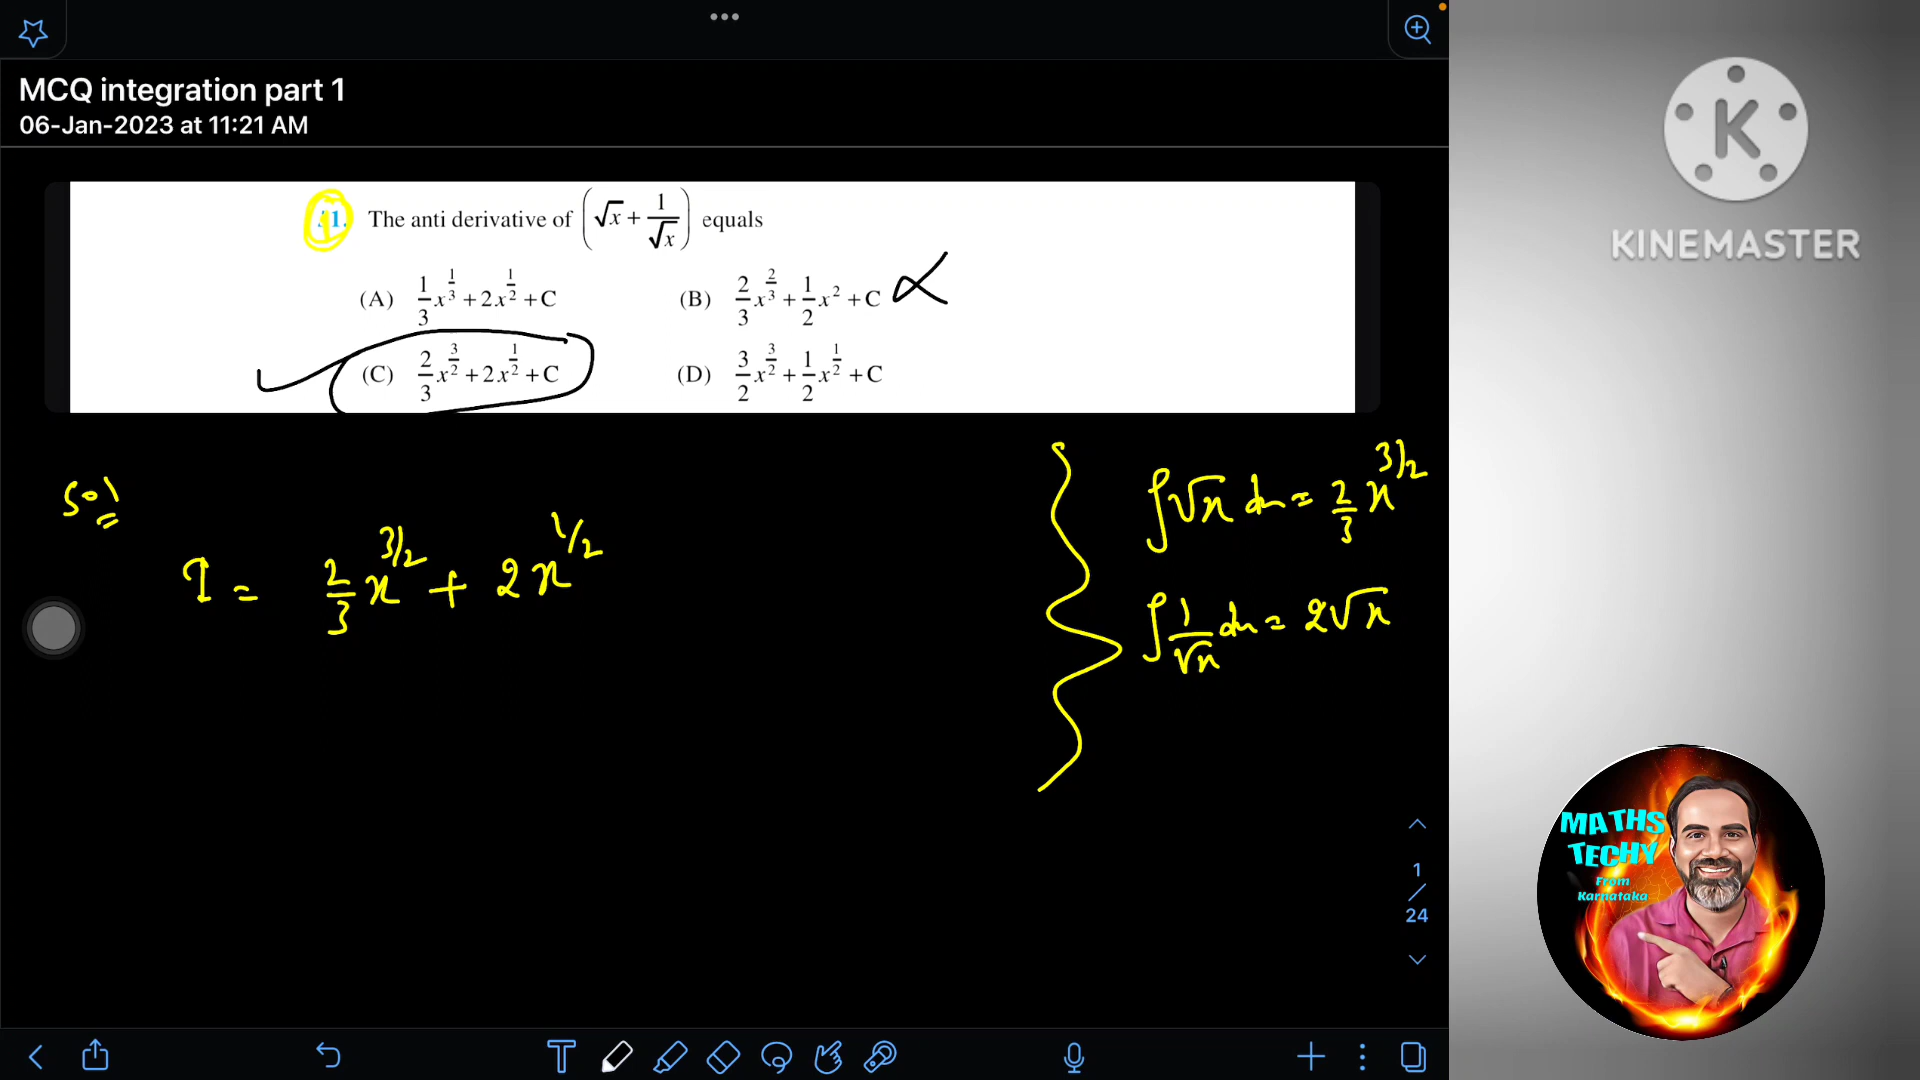 MCQ integration part 1
06-Jan-2023 at 11:21 AM
KINEMASTER
1. The anti derivative of (√x + 1/√x) equals
(A) 1/3 x^(1/3) + 2x^(1/2) + C (B) 2/3 x^(2/3) + 1/2 x² + C
(C) 2/3 x^(3/2) + 2x^(1/2) + C (D) 3/2 x^(3/2) + 1/2 x^(1/2) + C
Sol
I = 2/3 x^(3/2) + 2x^(1/2)
∫√x dx = 2/3 x^(3/2)
∫1/√x dx = 2√x
MATHS
TECHY
From
Karnataka
1/24